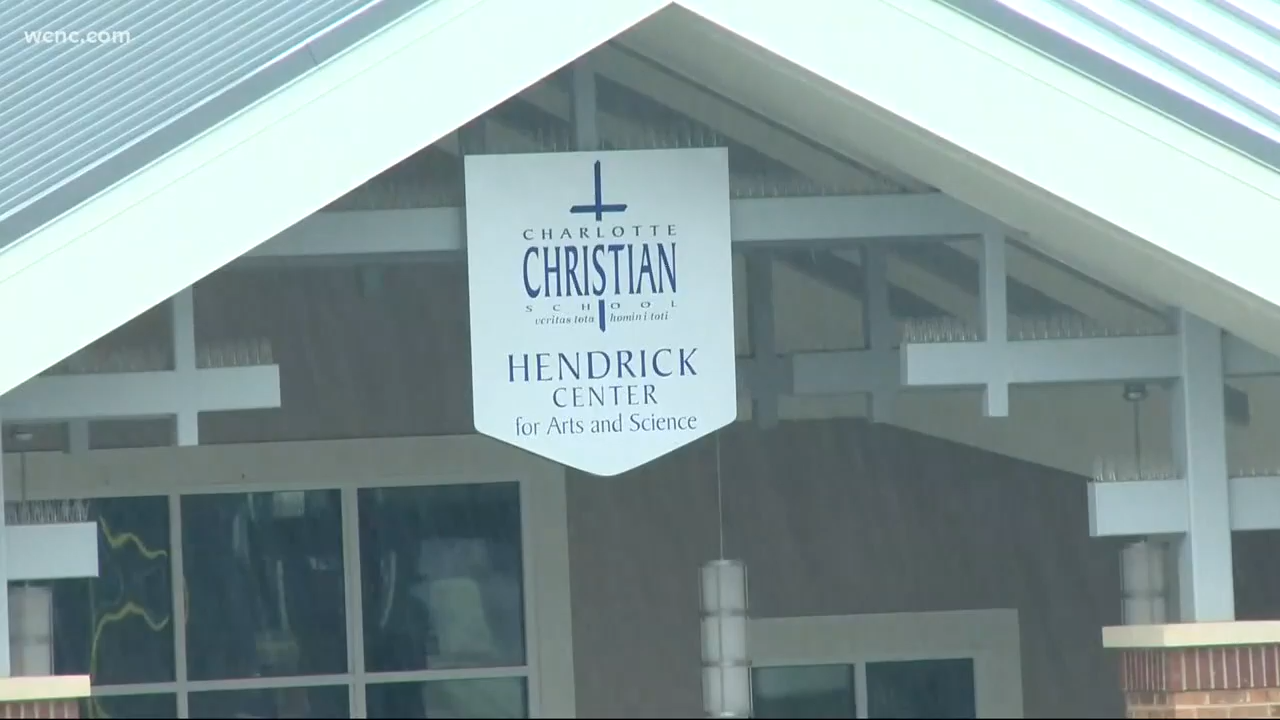 wcnc.com
CHARLOTTE
CHRISTIAN
SCHOOL
veritas tota homini toti
HENDRICK
CENTER
for Arts and Science